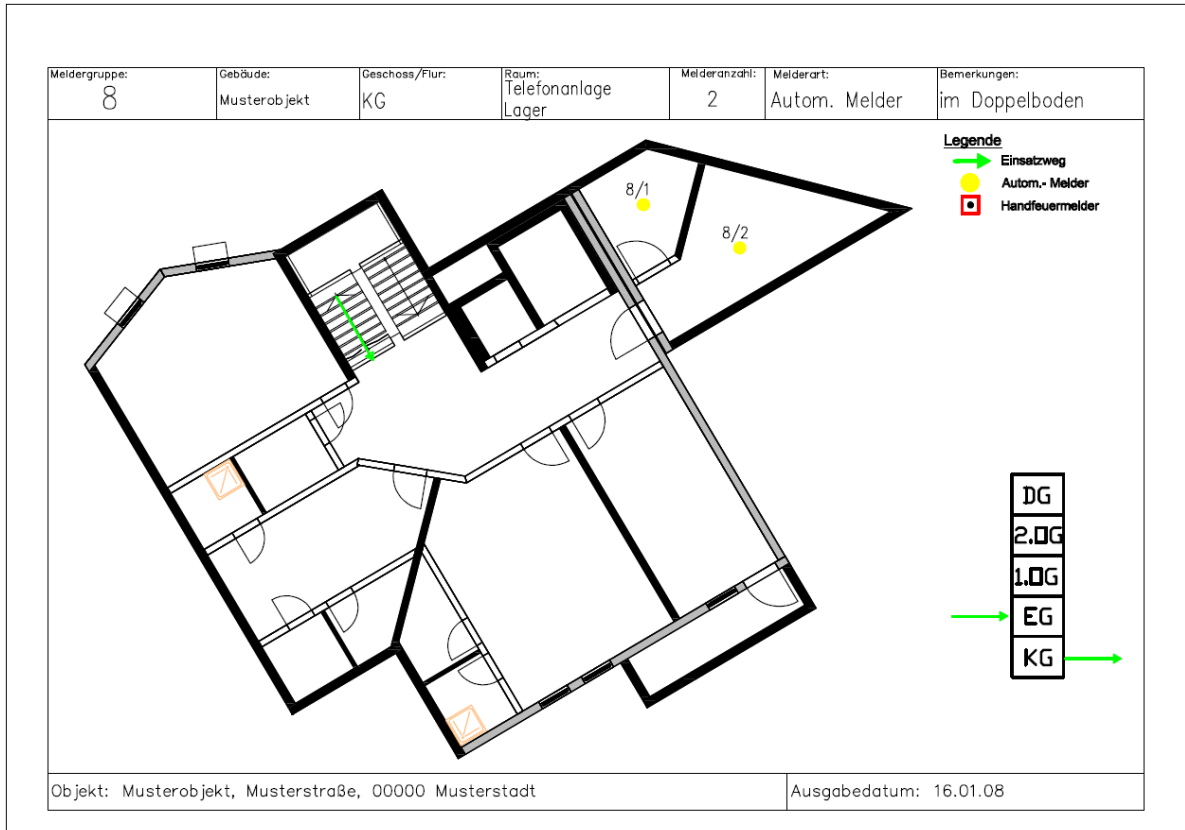 Meldergruppe:
8
Gebäude:
Musterobjekt
Geschoss/Flur:
KG
Raum:
Telefonanlage
Lager
Melderanzahl:
2
Melderart:
Autom. Melder
Bemerkungen:
im Doppelboden
Legende
Einsatzweg
Autom.- Melder
Handfeuermelder
8/1
8/2
DG
2.OG
1.OG
EG
KG
Objekt: Musterobjekt, Musterstraße, 00000 Musterstadt
Ausgabedatum: 16.01.08